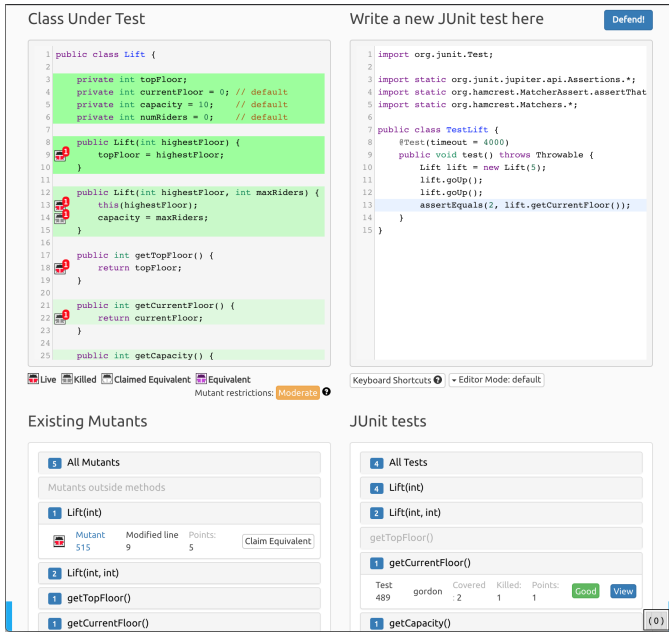 Class Under Test
1 public class Lift {
2
3     private int topFloor;
4     private int currentFloor = 0; // default
5     private int capacity = 10;    // default
6     private int numRiders = 0;    // default
7
8     public Lift(int highestFloor) {
9 1         topFloor = highestFloor;
10     }
11
12     public Lift(int highestFloor, int maxRiders) {
13 1         this(highestFloor);
14 1         capacity = maxRiders;
15     }
16
17     public int getTopFloor() {
18 1         return topFloor;
19     }
20
21     public int getCurrentFloor() {
22 1         return currentFloor;
23     }
24
25     public int getCapacity() {
Live Killed Claimed Equivalent Equivalent
Mutant restrictions: Moderate ?
Existing Mutants
5 All Mutants
Mutants outside methods
1 Lift(int)
Mutant 515 Modified line 9 Points: 5 Claim Equivalent
2 Lift(int, int)
1 getTopFloor()
1 getCurrentFloor()
Write a new JUnit test here
Defend!
1 import org.junit.Test;
2
3 import static org.junit.jupiter.api.Assertions.*;
4 import static org.hamcrest.MatcherAssert.assertThat
5 import static org.hamcrest.Matchers.*;
6
7 public class TestLift {
8     @Test(timeout = 4000)
9     public void test() throws Throwable {
10         Lift lift = new Lift(5);
11         lift.goUp();
12         lift.goUp();
13         assertEquals(2, lift.getCurrentFloor());
14     }
15 }
Keyboard Shortcuts ? Editor Mode: default
JUnit tests
4 All Tests
4 Lift(int)
2 Lift(int, int)
getTopFloor()
1 getCurrentFloor()
Test 489 gordon Covered : 2 Killed: 1 Points: 1 Good View
1 getCapacity()
(0)